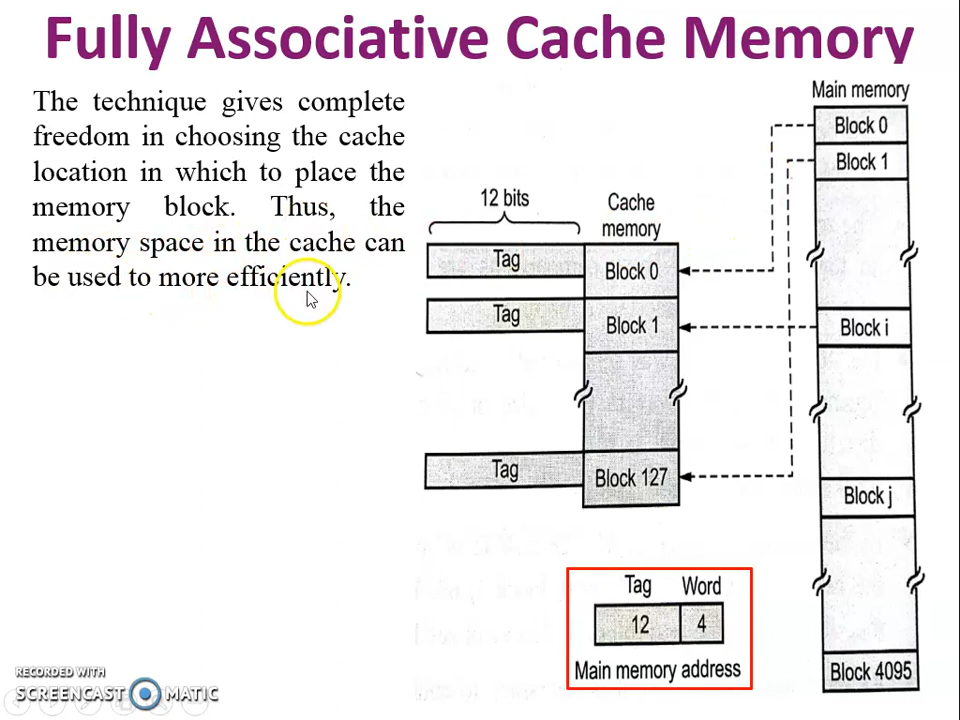 Fully Associative Cache Memory
The technique gives complete
freedom in choosing the cache
location in which to place the
memory block. Thus, the
memory space in the cache can
be used to more efficiently.
12 bits
Cache
memory
Tag
Block 0
Tag
Block 1
Tag
Block 127
Main memory
Block 0
Block 1
Block i
Block j
Block 4095
Tag Word
12 4
Main memory address
RECORDED WITH
SCREENCAST MATIC